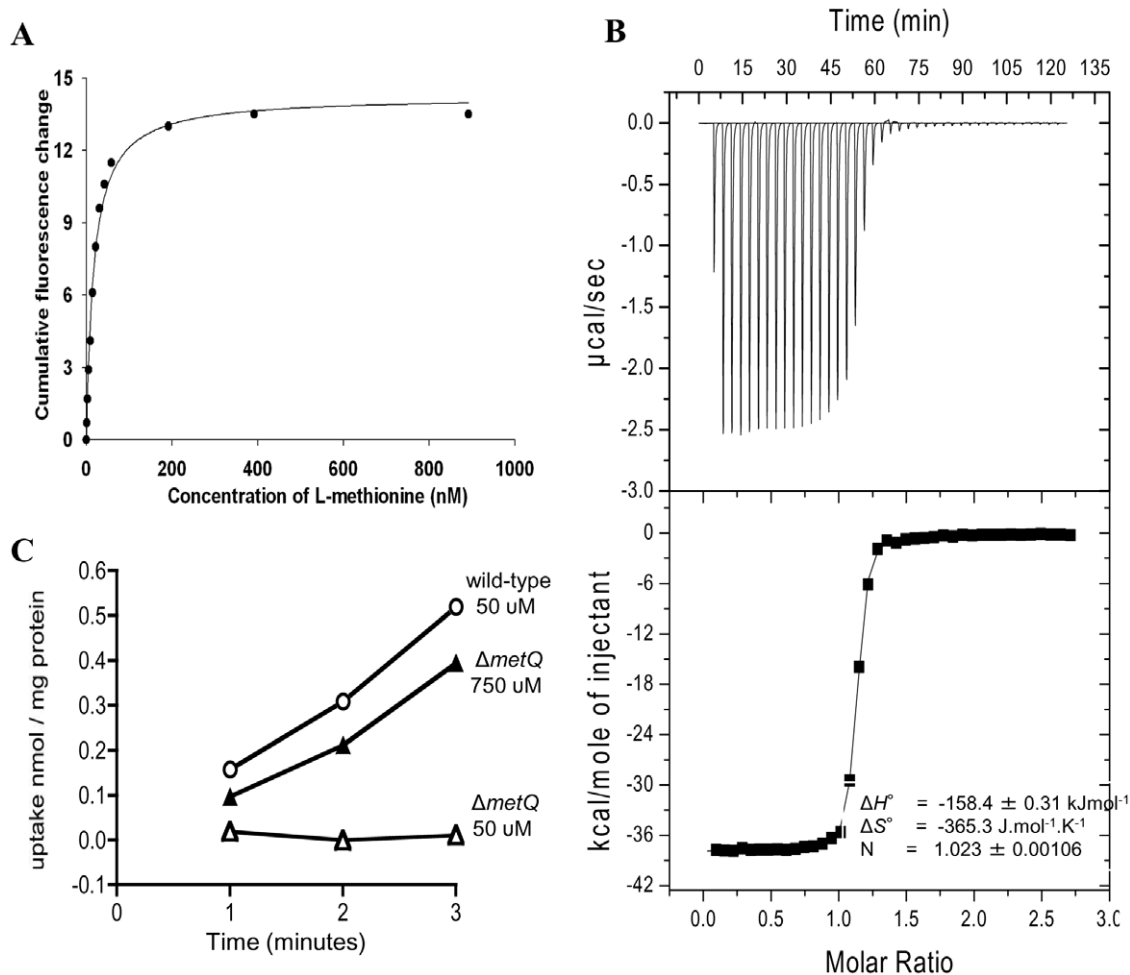 A
Cumulative fluorescence change
15
12
9
6
3
0
0 200 400 600 800 1000
Concentration of L-methionine (nM)
B
Time (min)
0 15 30 45 60 75 90 105 120 135
µcal/sec
0.0
-0.5
-1.0
-1.5
-2.0
-2.5
-3.0
kcal/mole of injectant
0
-6
-12
-18
-24
-30
-36
-42
ΔH° = -158.4 ± 0.31 kJmol⁻¹
ΔS° = -365.3 J.mol⁻¹.K⁻¹
N = 1.023 ± 0.00106
0.0 0.5 1.0 1.5 2.0 2.5 3.0
Molar Ratio
C
uptake nmol / mg protein
0.6
0.5
0.4
0.3
0.2
0.1
0.0
-0.1
wild-type
50 uM
ΔmetQ
750 uM
ΔmetQ
50 uM
0 1 2 3
Time (minutes)